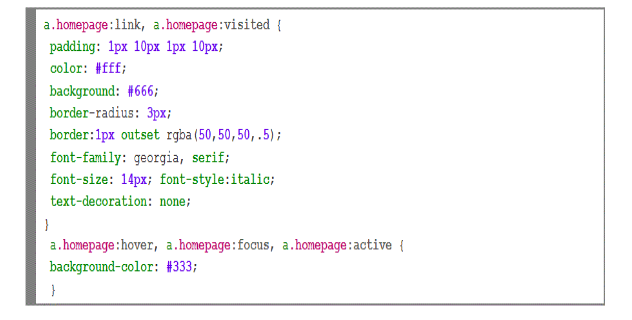 a.homepage:link, a.homepage:visited {
padding: 1px 10px 1px 10px;
color: #fff;
background: #666;
border-radius: 3px;
border:1px outset rgba(50,50,50,.5);
font-family: georgia, serif;
font-size: 14px; font-style:italic;
text-decoration: none;
}
a.homepage:hover, a.homepage:focus, a.homepage:active {
background-color: #333;
}